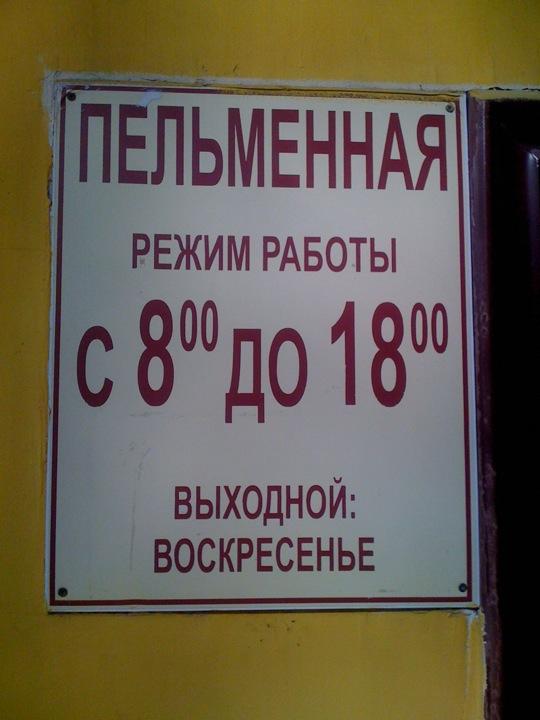 ПЕЛЬМЕННАЯ
РЕЖИМ РАБОТЫ
С 8⁰⁰ ДО 18⁰⁰
ВЫХОДНОЙ:
ВОСКРЕСЕНЬЕ